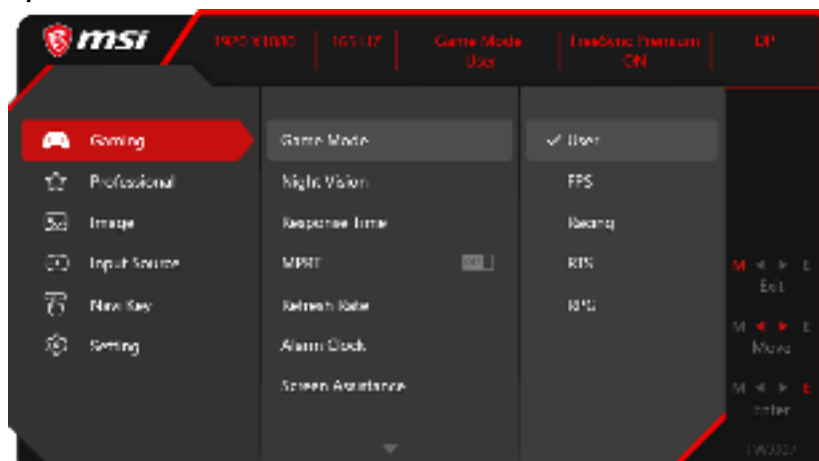 msi
1920 x1080
165 HZ
Game Mode
User
FreeSync Premium
ON
DP
Gaming
Professional
Image
Input Source
Navi Key
Setting
Game Mode
Night Vision
Response Time
MPRT
OFF
Refresh Rate
Alarm Clock
Screen Assistance
User
FPS
Racing
RTS
RPG
M ◄ ► E
Exit
M ◄ ► E
Move
M ◄ ► E
Enter